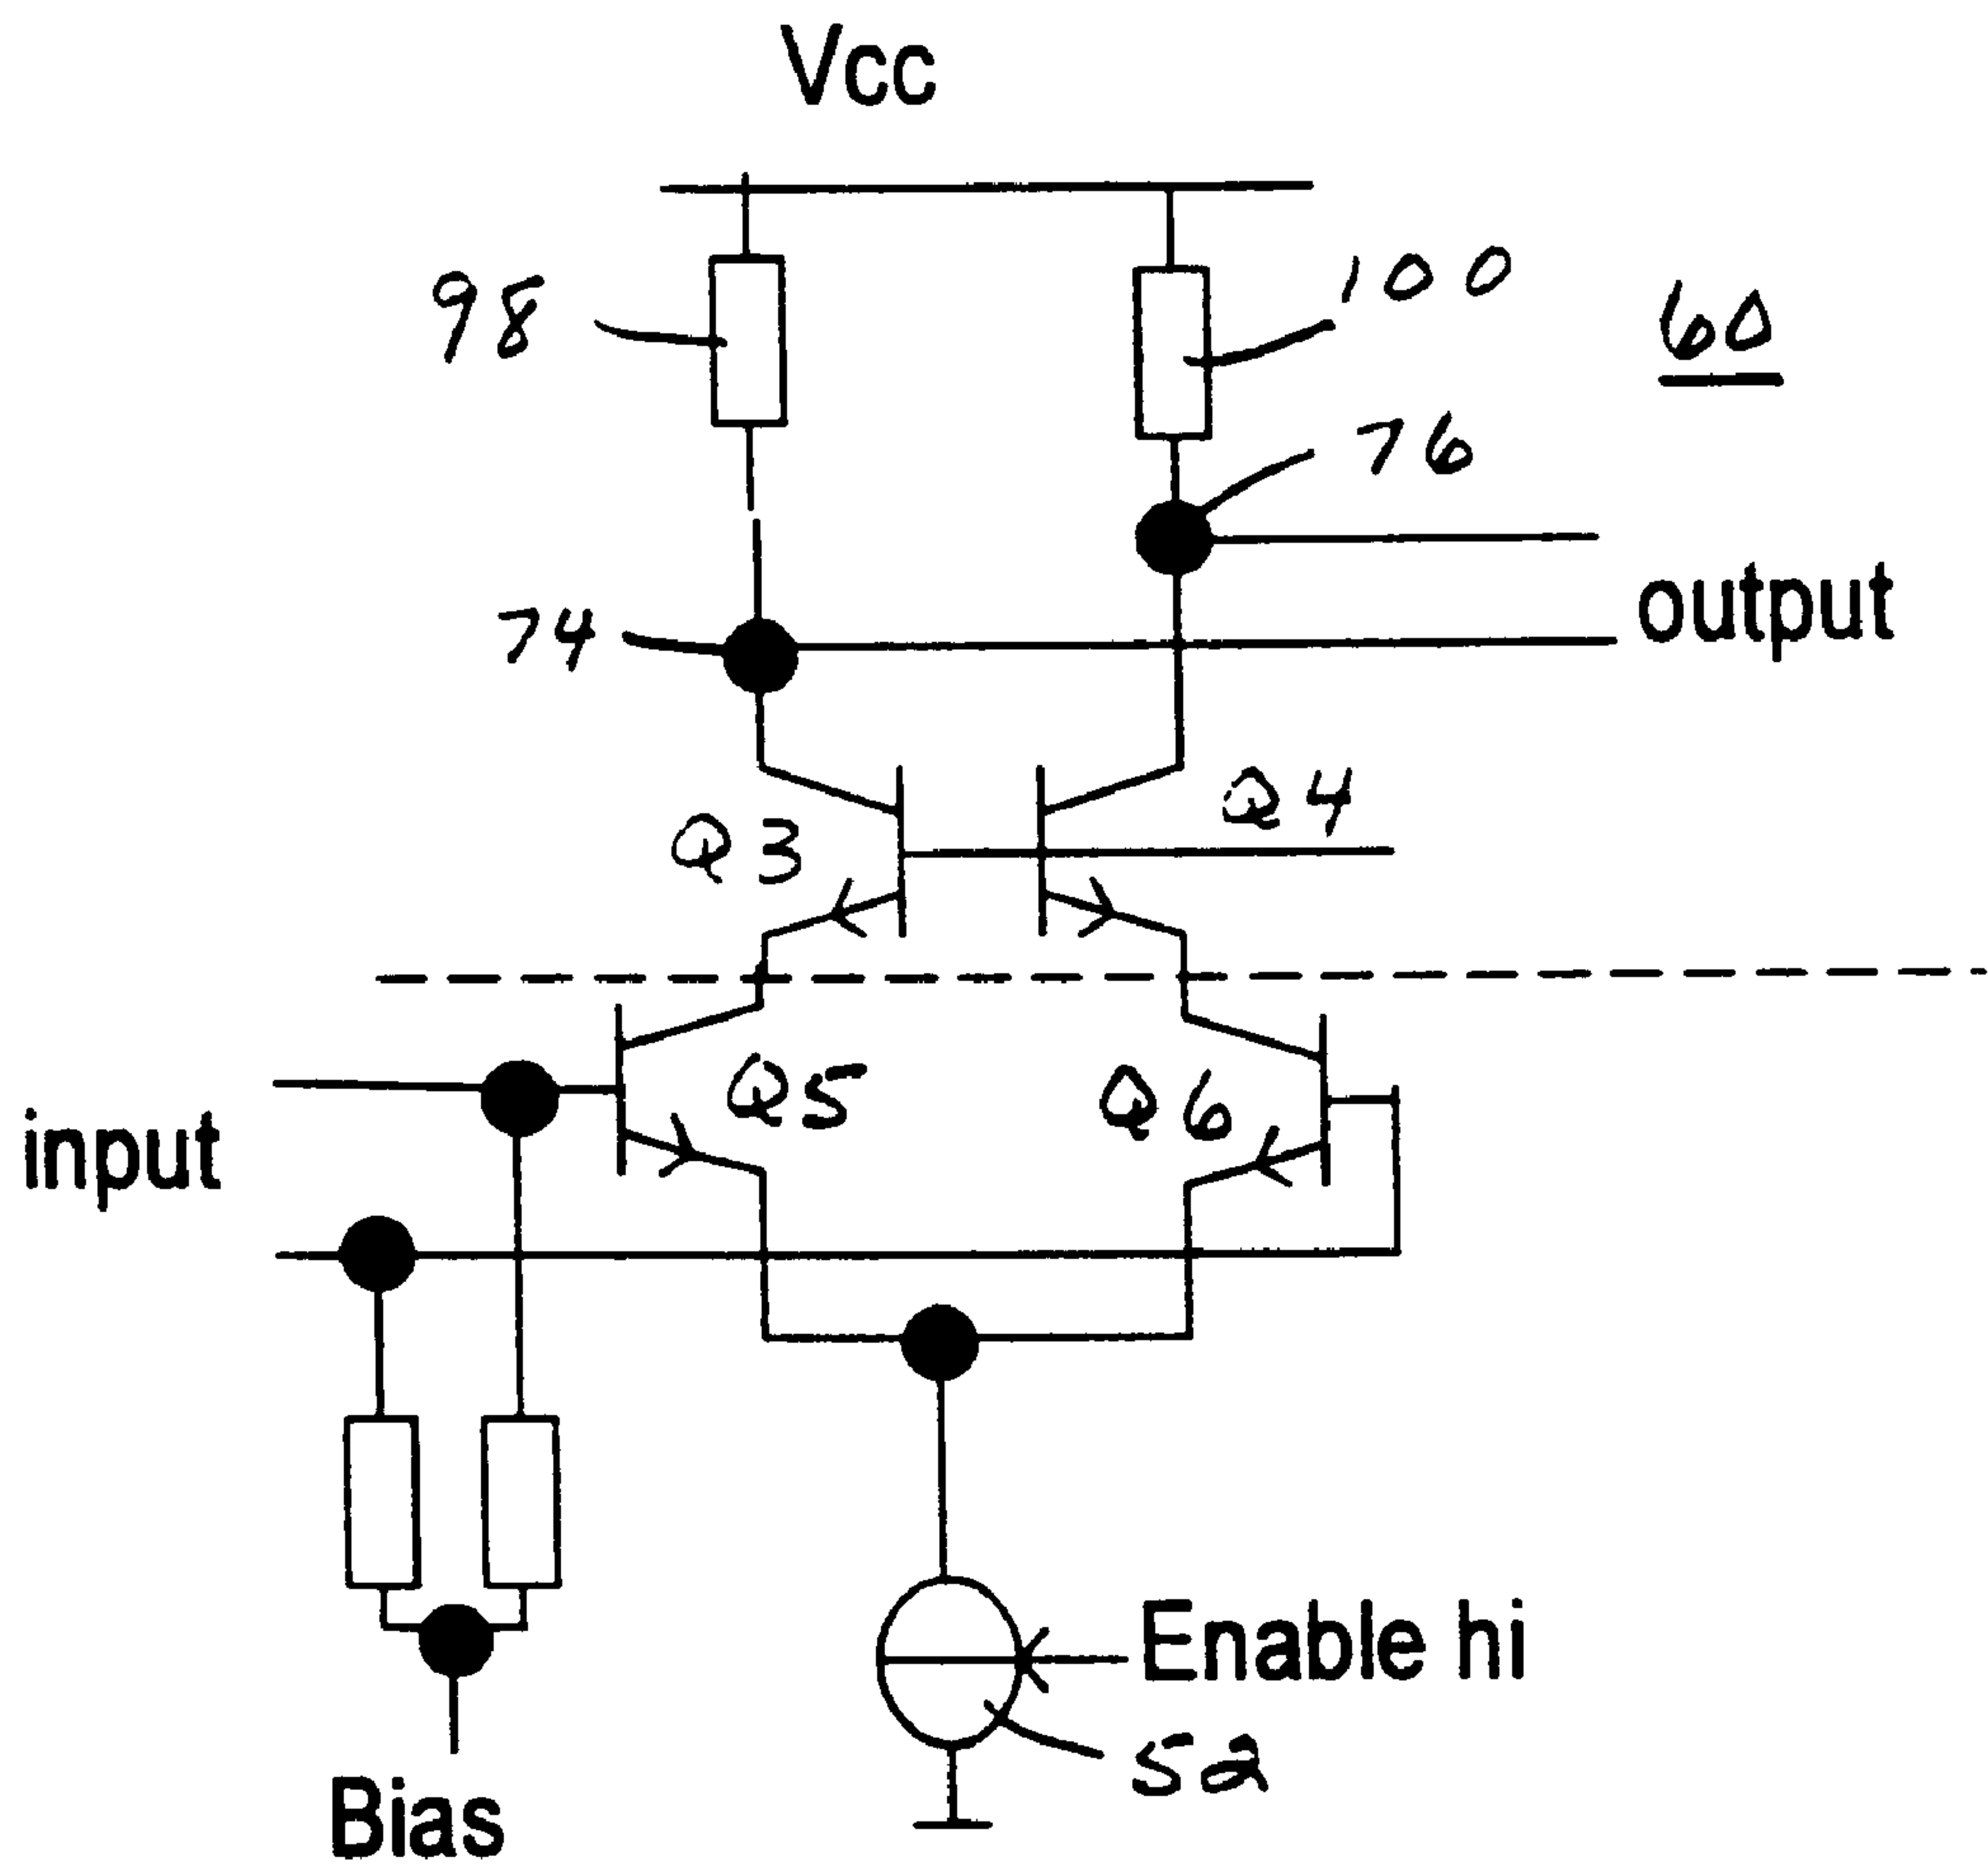 Vcc
98
100
60
76
output
74
Q3
Q4
Q5
Q6
input
Enable hi
52
Bias